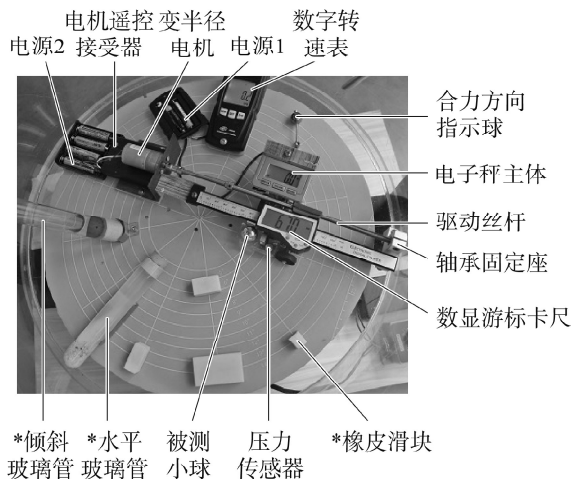 电机遥控
接受器
变半径
电机
数字转
速表
电源2
电源1
合力方向
指示球
电子秤主体
驱动丝杆
轴承固定座
数显游标卡尺
*倾斜
玻璃管
*水平
玻璃管
被测
小球
压力
传感器
*橡皮滑块